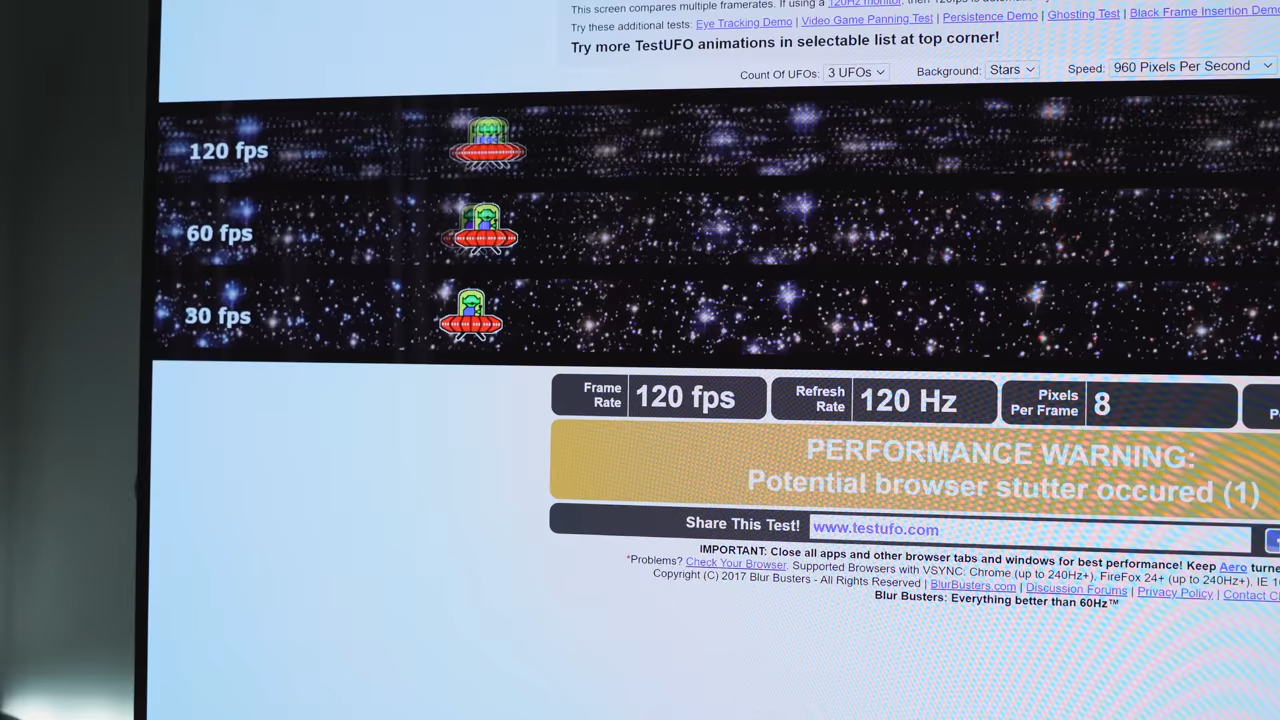 This screen compares multiple framerates. If using a 120Hz monitor, then 120fps is
Try these additional tests: Eye Tracking Demo | Video Game Panning Test | Persistence Demo | Ghosting Test | Black Frame Insertion Demo
Try more TestUFO animations in selectable list at top corner!
Count Of UFOs: 3 UFOs Background: Stars Speed: 960 Pixels Per Second
120 fps
60 fps
30 fps
Frame Rate 120 fps Refresh Rate 120 Hz Pixels Per Frame 8
PERFORMANCE WARNING:
Potential browser stutter occured (1)
Share This Test! www.testufo.com
IMPORTANT: Close all apps and other browser tabs and windows for best performance! Keep Aero turne
*Problems? Check Your Browser. Supported Browsers with VSYNC: Chrome (up to 240Hz+), FireFox 24+ (up to 240Hz+), IE
Copyright (C) 2017 Blur Busters - All Rights Reserved | BlurBusters.com | Discussion Forums | Privacy Policy | Contact
Blur Busters: Everything better than 60Hz™